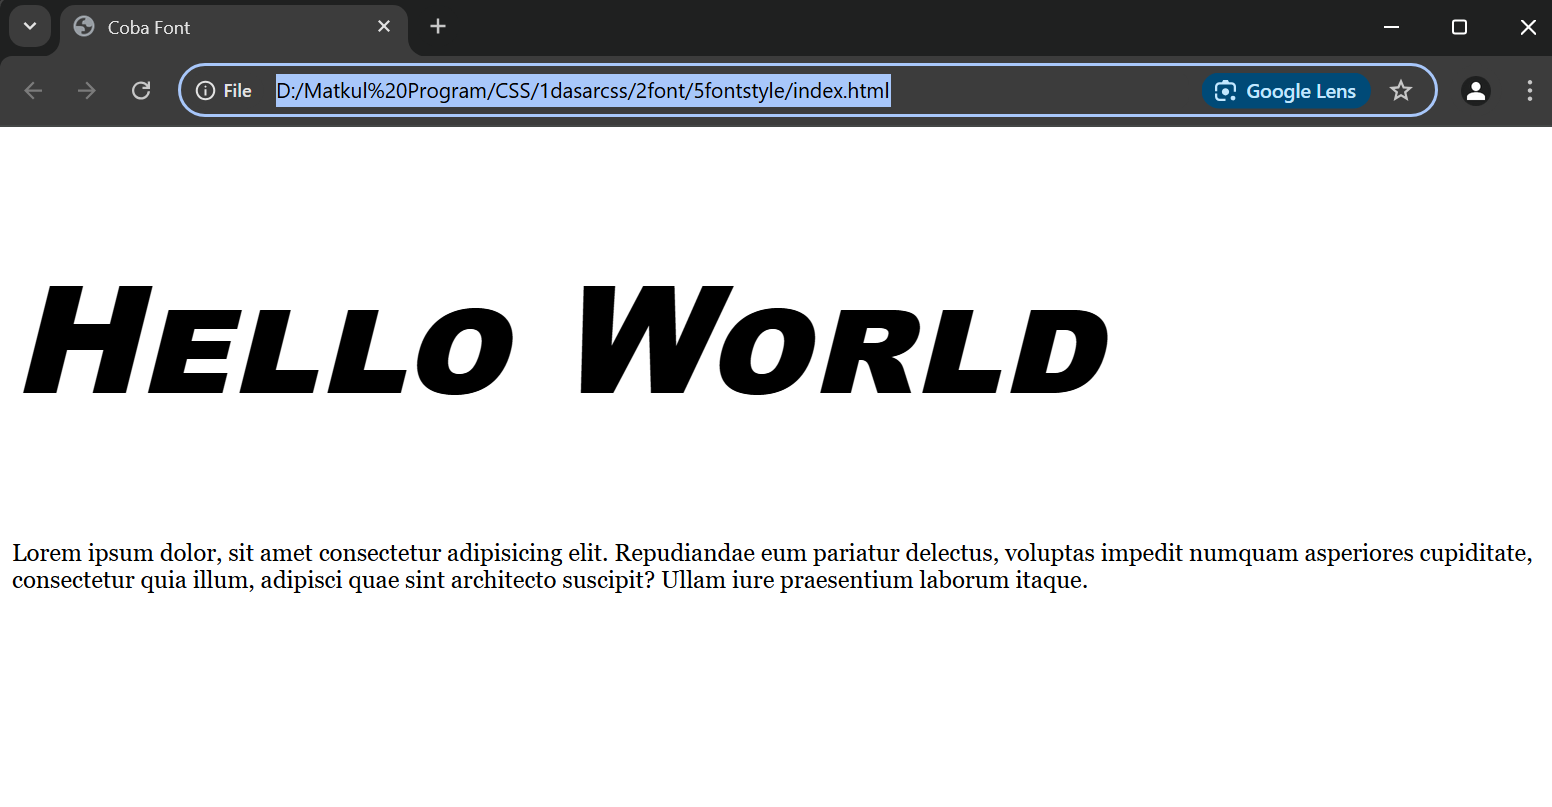 Coba Font
File
D:/Matkul%20Program/CSS/1dasarcss/2font/5fontstyle/index.html
Google Lens
Hello World
Lorem ipsum dolor, sit amet consectetur adipisicing elit. Repudiandae eum pariatur delectus, voluptas impedit numquam asperiores cupiditate,
consectetur quia illum, adipisci quae sint architecto suscipit? Ullam iure praesentium laborum itaque.